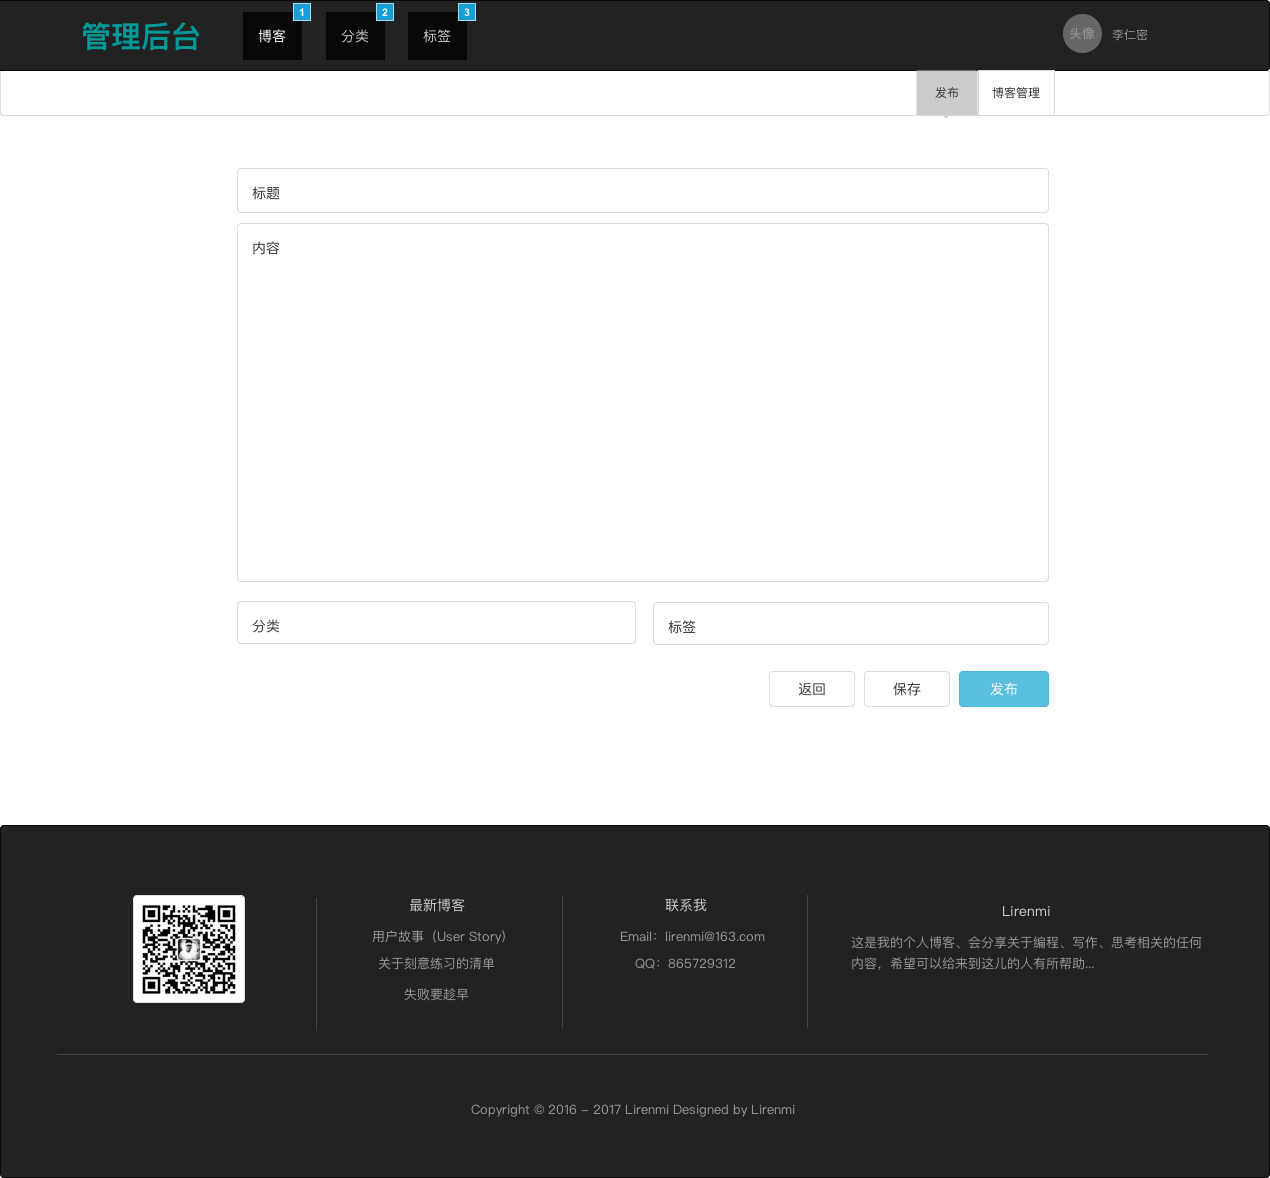 管理后台
博客 1
分类 2
标签 3
头像 李仁密
发布 博客管理
标题
内容
分类 标签
返回 保存 发布
最新博客
用户故事（User Story）
关于刻意练习的清单
失败要趁早
联系我
Email：lirenmi@163.com
QQ：865729312
Lirenmi
这是我的个人博客、会分享关于编程、写作、思考相关的任何
内容，希望可以给来到这儿的人有所帮助...
Copyright © 2016 - 2017 Lirenmi Designed by Lirenmi